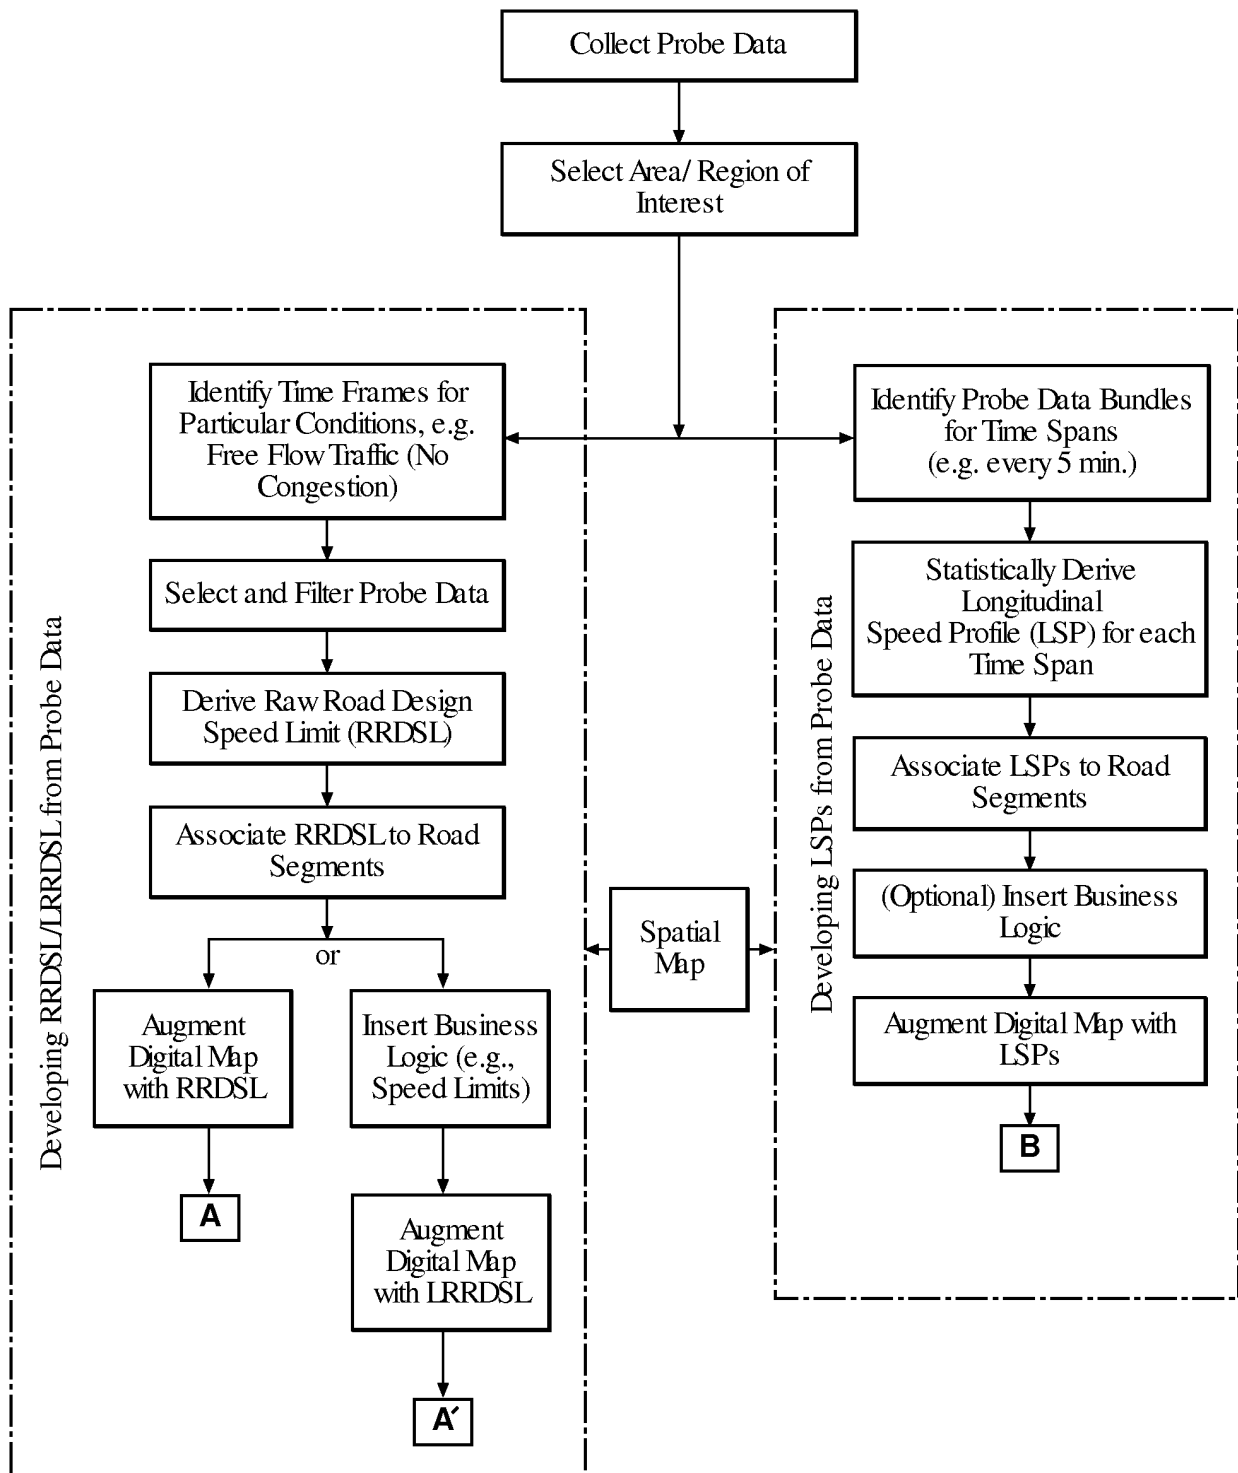 Collect Probe Data
Select Area/ Region of
Interest
Developing RRDSL/LRRDSL from Probe Data
Identify Time Frames for
Particular Conditions, e.g.
Free Flow Traffic (No
Congestion)
Select and Filter Probe Data
Derive Raw Road Design
Speed Limit (RRDSL)
Associate RRDSL to Road
Segments
or
Augment
Digital Map
with RRDSL
A
Insert Business
Logic (e.g.,
Speed Limits)
Augment
Digital Map
with LRRDSL
A′
Spatial
Map
Developing LSPs from Probe Data
Identify Probe Data Bundles
for Time Spans
(e.g. every 5 min.)
Statistically Derive
Longitudinal
Speed Profile (LSP) for each
Time Span
Associate LSPs to Road
Segments
(Optional) Insert Business
Logic
Augment Digital Map with
LSPs
B